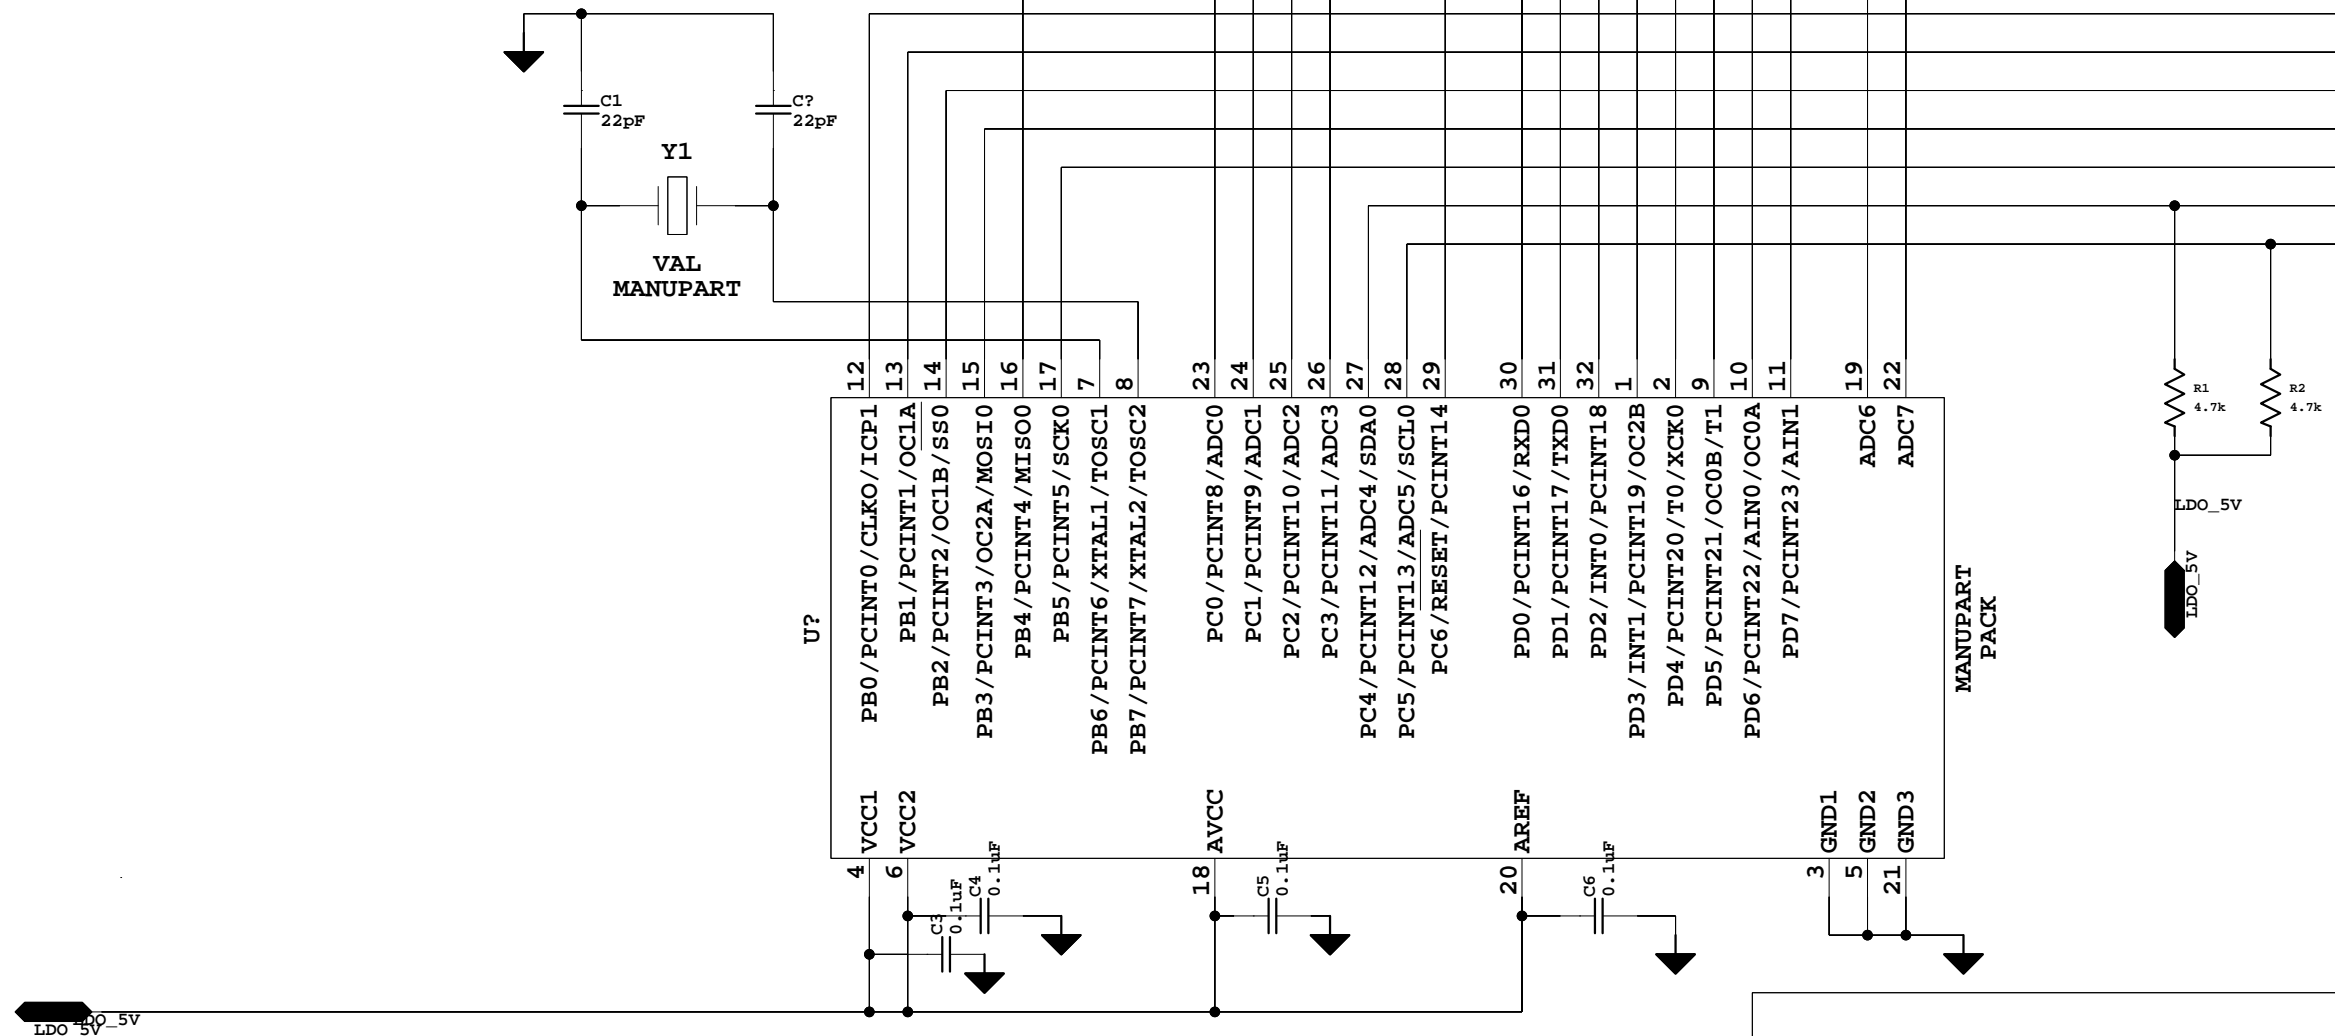 C1
22pF
C?
22pF
Y1
VAL
MANUPART
12
13
14
15
16
17
7
8
23
24
25
26
27
28
29
30
31
32
1
2
9
10
11
19
22
PB0/PCINT0/CLKO/ICP1
PB1/PCINT1/OC1A
PB2/PCINT2/OC1B/SS0
PB3/PCINT3/OC2A/MOSI0
PB4/PCINT4/MISO0
PB5/PCINT5/SCK0
PB6/PCINT6/XTAL1/TOSC1
PB7/PCINT7/XTAL2/TOSC2
PC0/PCINT8/ADC0
PC1/PCINT9/ADC1
PC2/PCINT10/ADC2
PC3/PCINT11/ADC3
PC4/PCINT12/ADC4/SDA0
PC5/PCINT13/ADC5/SCL0
PC6/RESET/PCINT14
PD0/PCINT16/RXD0
PD1/PCINT17/TXD0
PD2/INT0/PCINT18
PD3/INT1/PCINT19/OC2B
PD4/PCINT20/T0/XCK0
PD5/PCINT21/OC0B/T1
PD6/PCINT22/AIN0/OC0A
PD7/PCINT23/AIN1
ADC6
ADC7
R1
4.7k
R2
4.7k
LDO_5V
LDO_5V
U?
MANUPART
PACK
VCC1
VCC2
AVCC
AREF
GND1
GND2
GND3
4
6
18
20
3
5
21
C3
0.1uF
C4
0.1uF
C5
0.1uF
C6
0.1uF
LDO_5V
LDO_5V